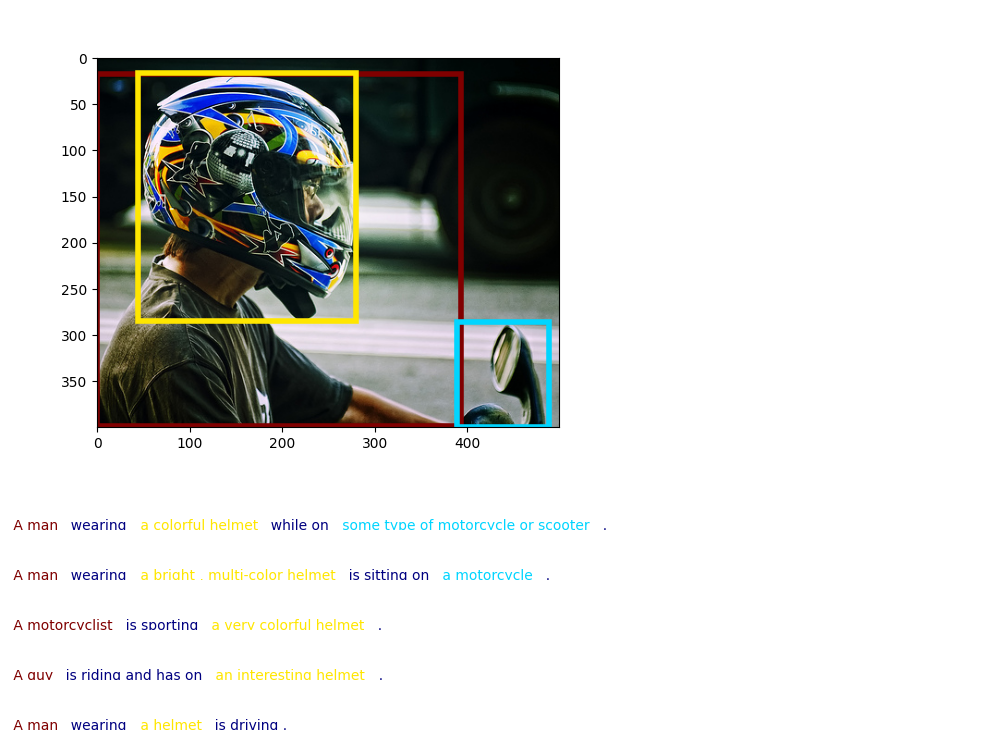 0
50
100
150
200
250
300
350
0 100 200 300 400
A man wearing a colorful helmet while on some type of motorcycle or scooter .
A man wearing a bright , multi-color helmet is sitting on a motorcycle .
A motorcyclist is sporting a very colorful helmet .
A guy is riding and has on an interesting helmet .
A man wearing a helmet is driving .